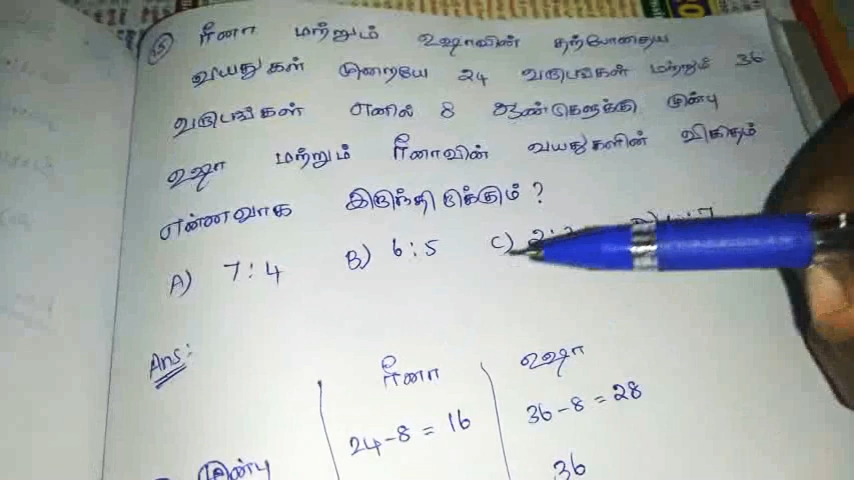 5) ரீனா மற்றும் உஷாவின் தற்போதைய
வயதுகள் முறையே 24 வருடங்கள் மற்றும் 36
வருடங்கள் எனில் 8 ஆண்டுகளுக்கு முன்பு
உஷா மற்றும் ரீனாவின் வயதுகளின் விகிதம்
என்னவாக இருந்திருக்கும்?
A) 7:4 B) 6:5 C)
Ans:
ரீனா உஷா
24-8 = 16 36-8 = 28
முன்பு
36